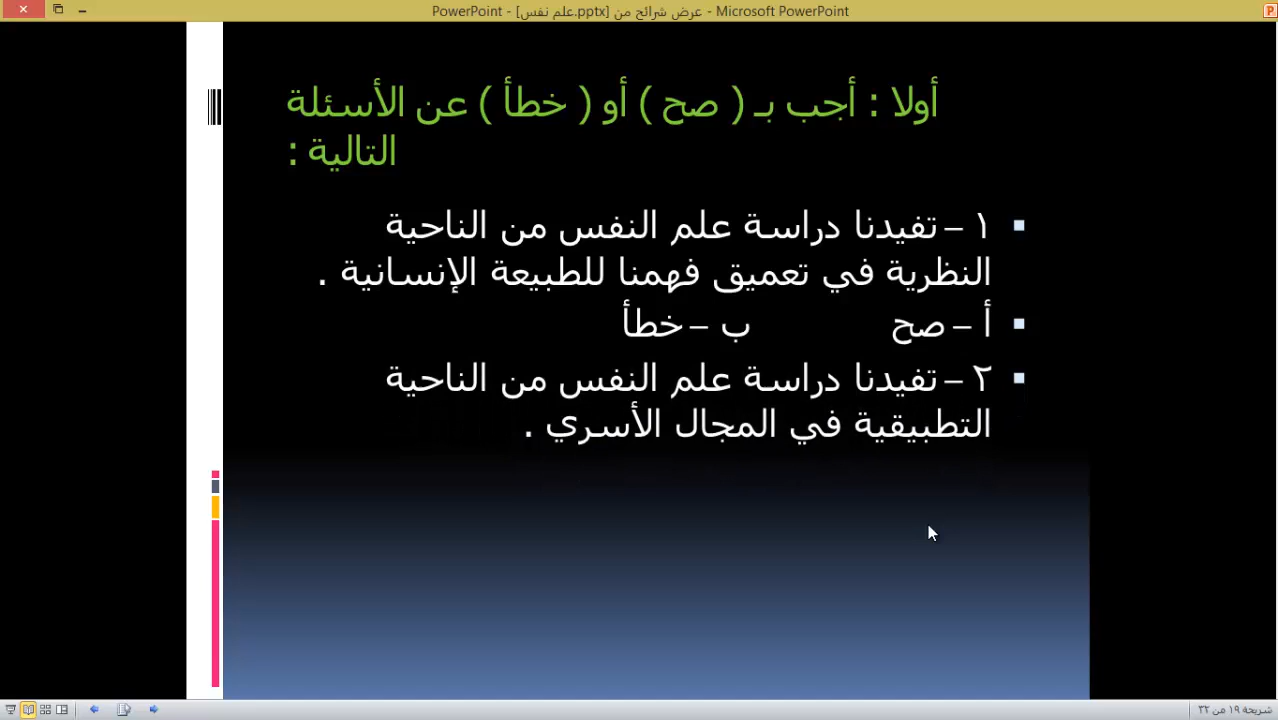 PowerPoint - [علم نفس.pptx] عرض شرائح من - Microsoft PowerPoint
أولا : أجب بـ ( صح ) أو ( خطأ ) عن الأسئلة
التالية :
١ – تفيدنا دراسة علم النفس من الناحية
النظرية في تعميق فهمنا للطبيعة الإنسانية .
أ – صح ب – خطأ
٢ – تفيدنا دراسة علم النفس من الناحية
التطبيقية في المجال الأسري .
شريحة ١٩ من ٣٢